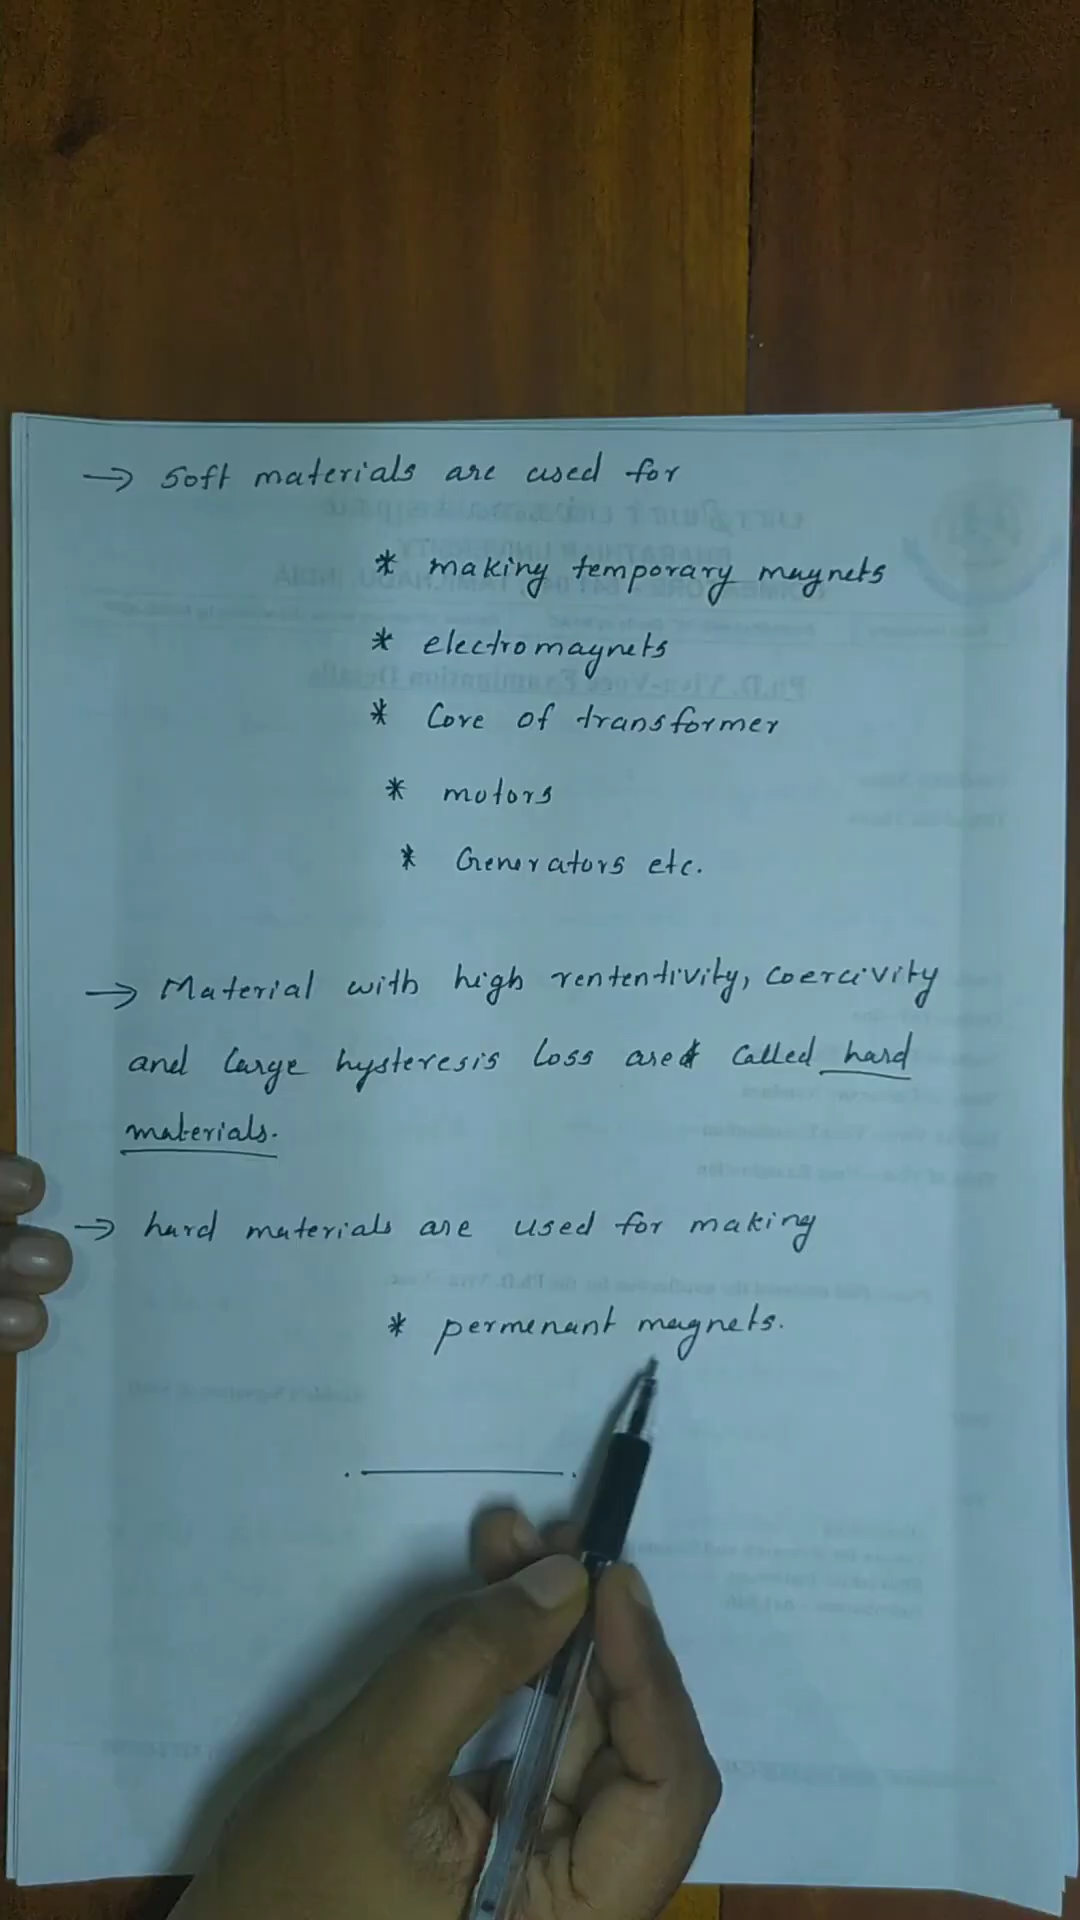 → Soft materials are used for
* making temporary magnets
* electromagnets
* Core of transformer
* motors
* Generators etc.
→ Material with high rententivity, coercivity
and large hysteresis loss are called hard
materials.
→ hard materials are used for making
* permenant magnets.